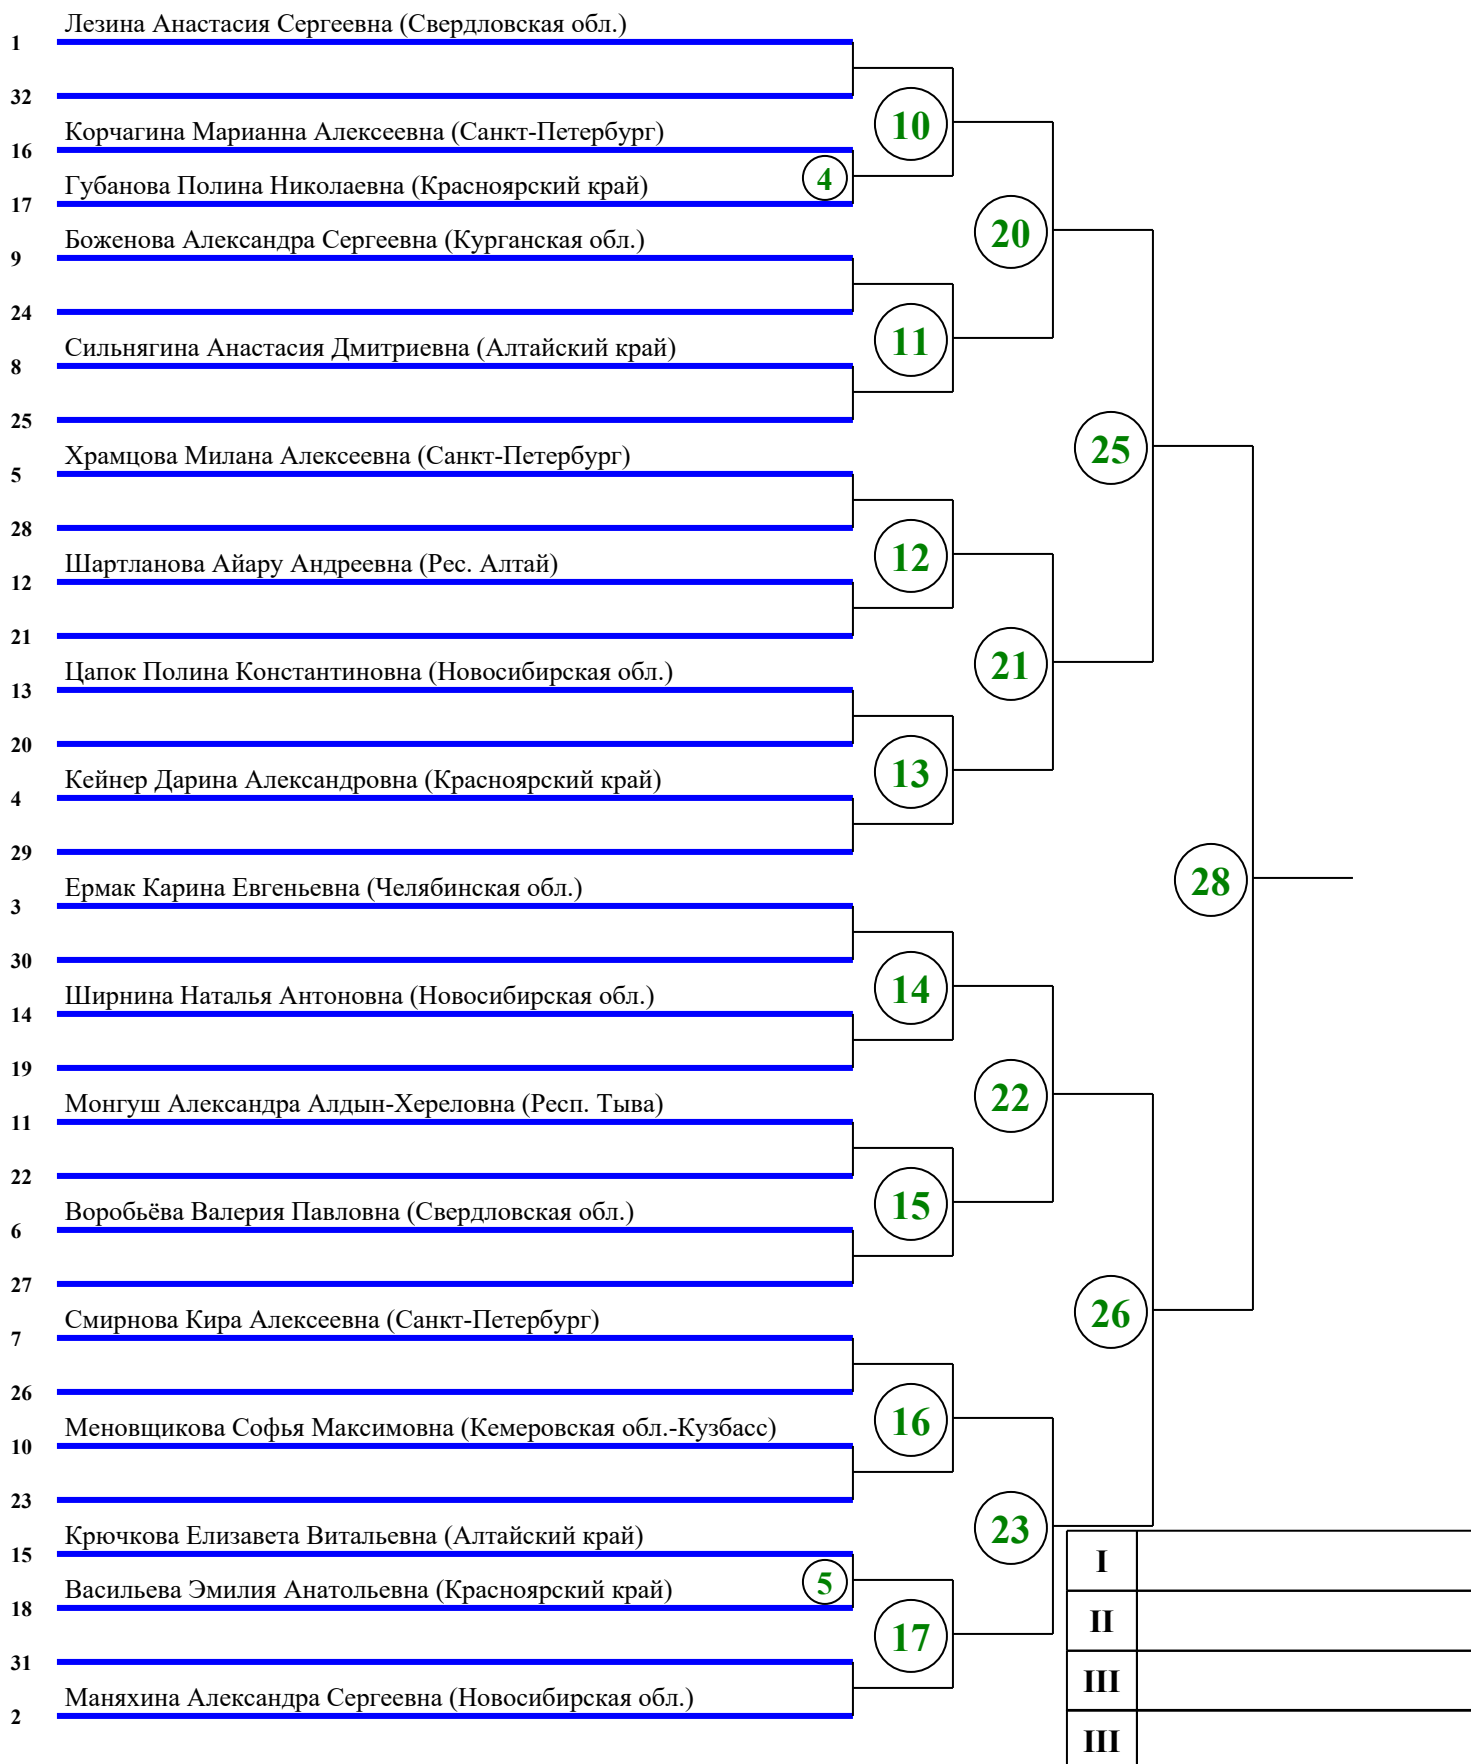 Лезина Анастасия Сергеевна (Свердловская обл.)
1
32
10
Корчагина Марианна Алексеевна (Санкт-Петербург)
16
4
Губанова Полина Николаевна (Красноярский край)
17
20
Боженова Александра Сергеевна (Курганская обл.)
9
24
11
Сильнягина Анастасия Дмитриевна (Алтайский край)
8
25
25
Храмцова Милана Алексеевна (Санкт-Петербург)
5
28
12
Шартланова Айару Андреевна (Рес. Алтай)
12
21
21
Цапок Полина Константиновна (Новосибирская обл.)
13
20
13
Кейнер Дарина Александровна (Красноярский край)
4
29
28
Ермак Карина Евгеньевна (Челябинская обл.)
3
30
14
Ширнина Наталья Антоновна (Новосибирская обл.)
14
19
22
Монгуш Александра Алдын-Хереловна (Респ. Тыва)
11
22
15
Воробьёва Валерия Павловна (Свердловская обл.)
6
27
26
Смирнова Кира Алексеевна (Санкт-Петербург)
7
26
16
Меновщикова Софья Максимовна (Кемеровская обл.-Кузбасс)
10
23
23
Крючкова Елизавета Витальевна (Алтайский край)
15
I
5
Васильева Эмилия Анатольевна (Красноярский край)
18
II
17
31
III
Маняхина Александра Сергеевна (Новосибирская обл.)
2
III